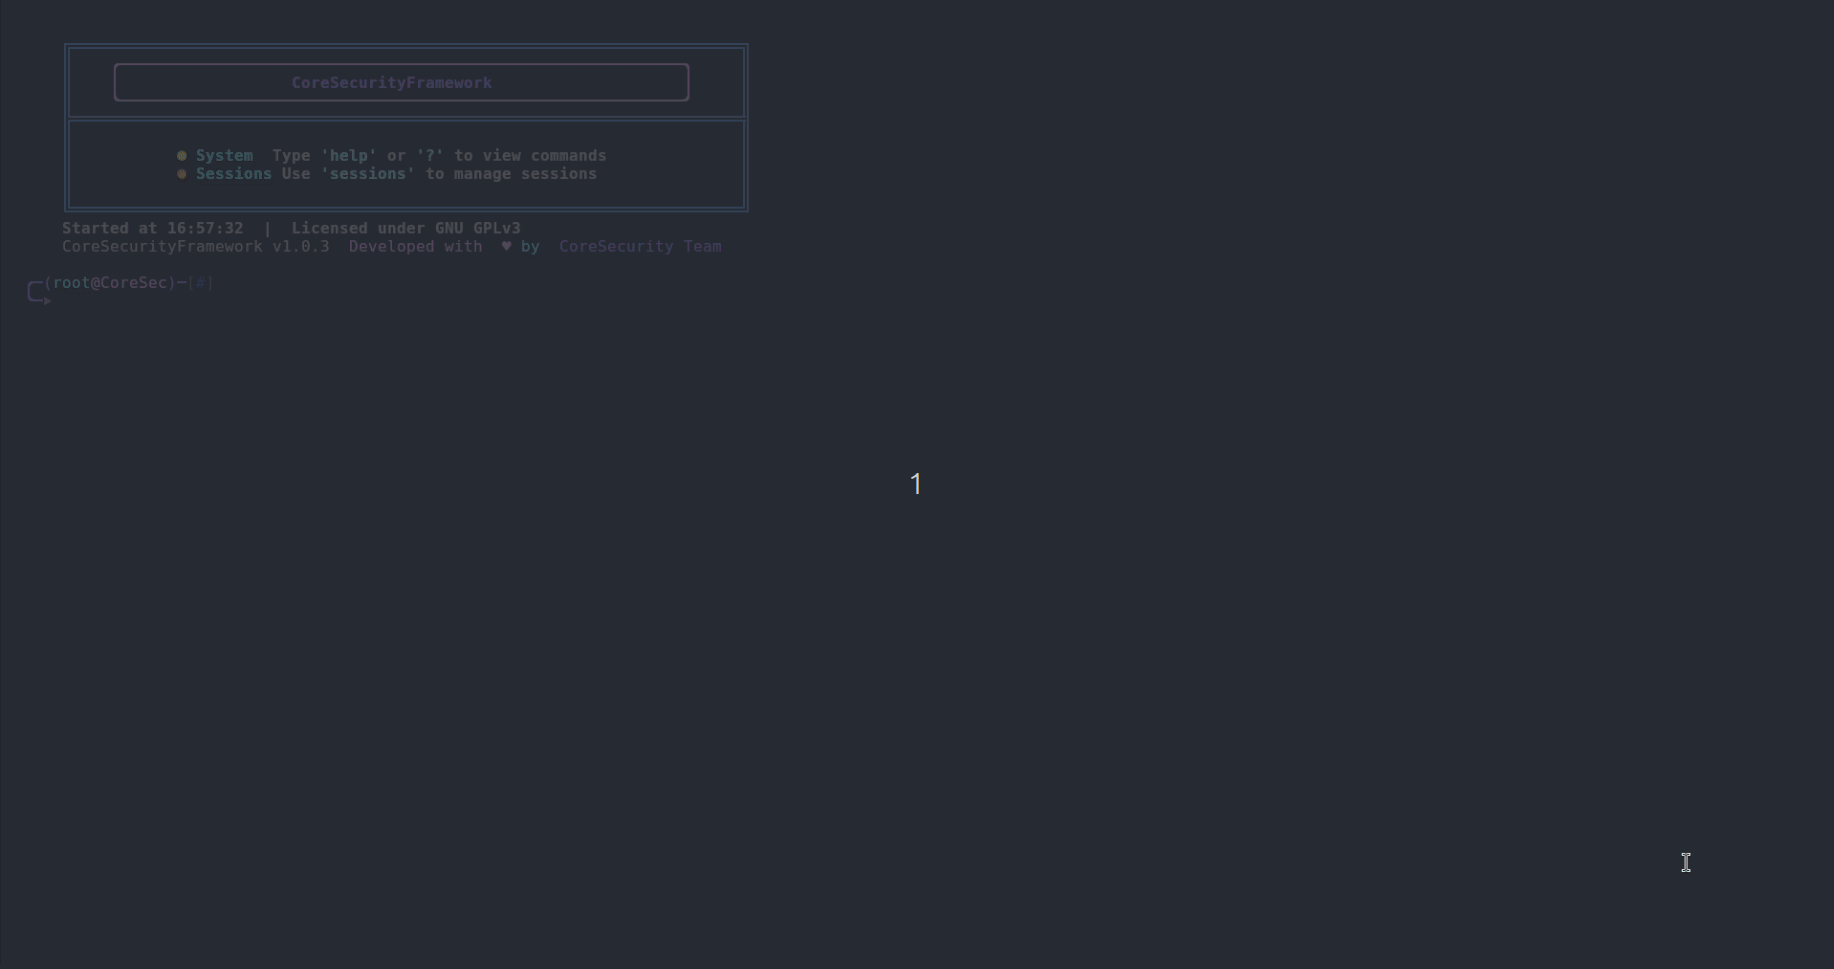 CoreSecurityFramework
● System  Type 'help' or '?' to view commands
● Sessions Use 'sessions' to manage sessions
Started at 16:57:32  |  Licensed under GNU GPLv3
CoreSecurityFramework v1.0.3  Developed with  ♥ by  CoreSecurity Team
(root@CoreSec)-[#]
1